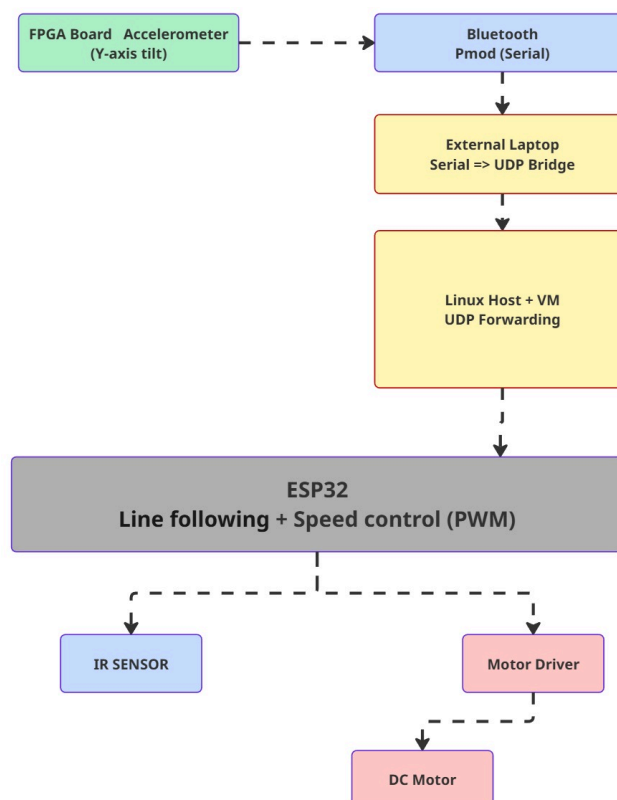 FPGA Board Accelerometer
(Y-axis tilt)
Bluetooth
Pmod (Serial)
External Laptop
Serial => UDP Bridge
Linux Host + VM
UDP Forwarding
ESP32
Line following + Speed control (PWM)
IR SENSOR
Motor Driver
DC Motor